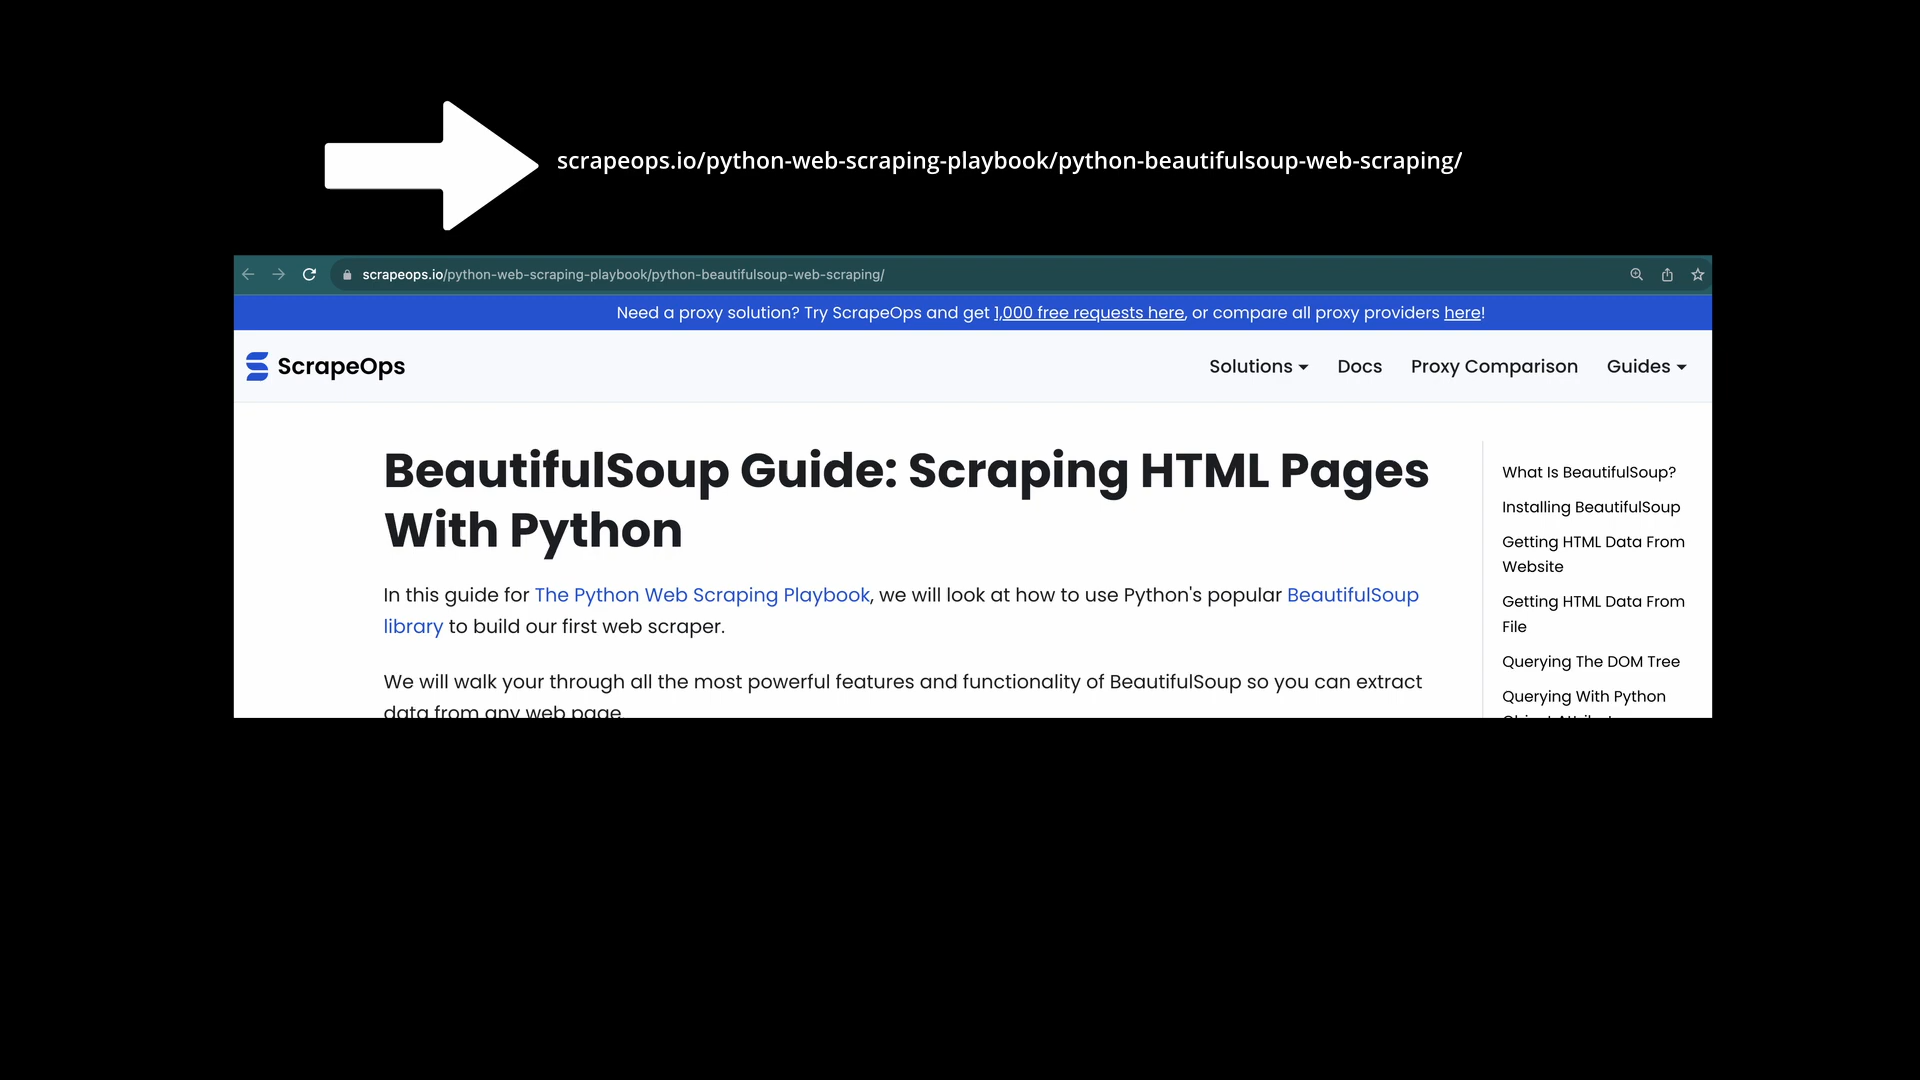 scrapeops.io/python-web-scraping-playbook/python-beautifulsoup-web-scraping/
scrapeops.io/python-web-scraping-playbook/python-beautifulsoup-web-scraping/
Need a proxy solution? Try ScrapeOps and get 1,000 free requests here, or compare all proxy providers here!
ScrapeOps
Solutions
Docs
Proxy Comparison
Guides
BeautifulSoup Guide: Scraping HTML Pages
With Python
In this guide for The Python Web Scraping Playbook, we will look at how to use Python's popular BeautifulSoup
library to build our first web scraper.
We will walk your through all the most powerful features and functionality of BeautifulSoup so you can extract
data from any web page.
What Is BeautifulSoup?
Installing BeautifulSoup
Getting HTML Data From
Website
Getting HTML Data From
File
Querying The DOM Tree
Querying With Python